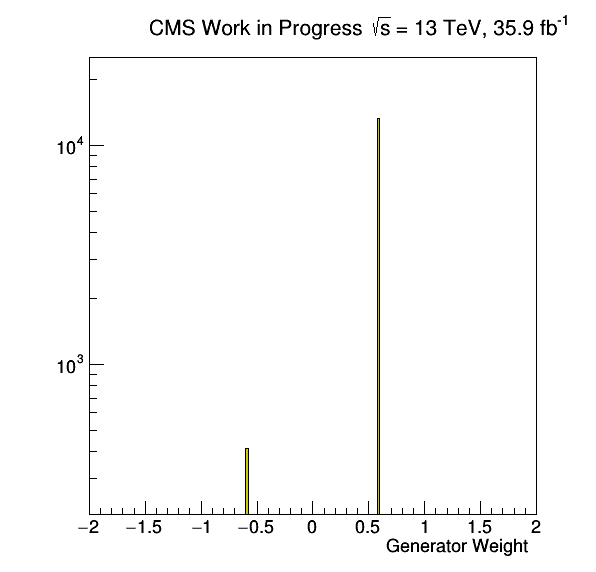 CMS Work in Progress √s = 13 TeV, 35.9 fb⁻¹
10⁴
10³
−2 −1.5 −1 −0.5 0 0.5 1 1.5 2
Generator Weight